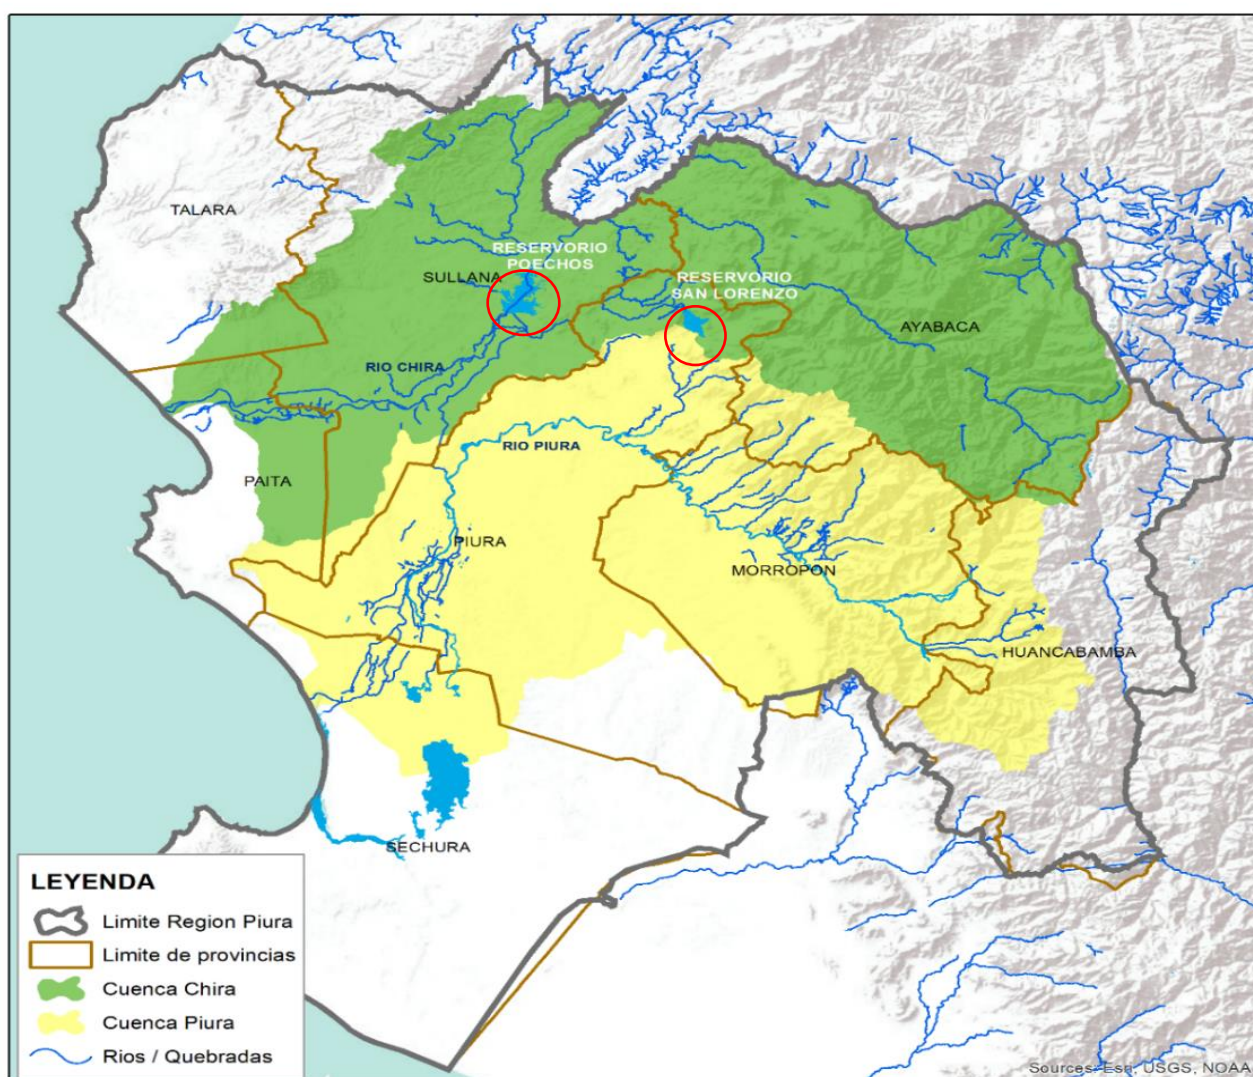 TALARA
RESERVORIO
POECHOS
SULLANA
RESERVORIO
SAN LORENZO
AYABACA
RIO CHIRA
RIO PIURA
PAITA
PIURA
MORROPON
HUANCABAMBA
SECHURA
LEYENDA
Limite Region Piura
Limite de provincias
Cuenca Chira
Cuenca Piura
Rios / Quebradas
Sources: Esri, USGS, NOAA